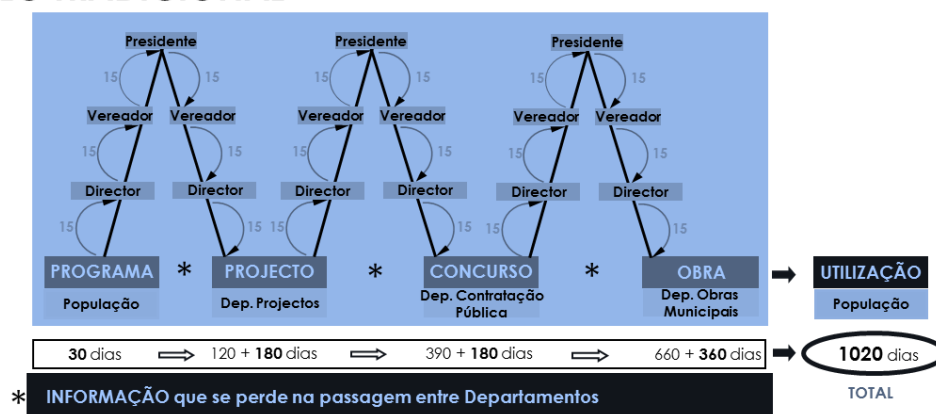 Presidente Presidente Presidente
15 15 15 15 15 15
Vereador Vereador Vereador Vereador Vereador Vereador
15 15 15 15 15 15
Director Director Director Director Director Director
15 15 15 15 15 15
PROGRAMA * PROJECTO * CONCURSO * OBRA UTILIZAÇÃO
População Dep. Projectos Dep. Contratação Pública Dep. Obras Municipais População
30 dias 120 + 180 dias 390 + 180 dias 660 + 360 dias 1020 dias
* INFORMAÇÃO que se perde na passagem entre Departamentos TOTAL